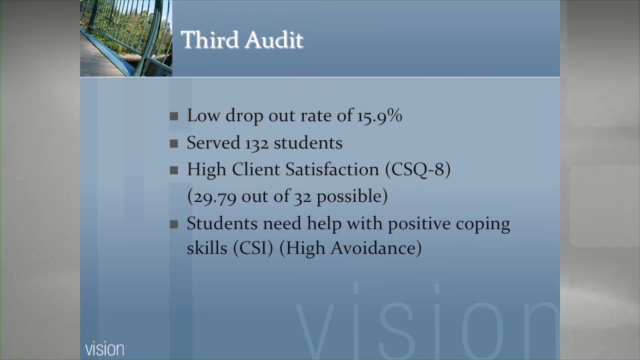 Third Audit
Low drop out rate of 15.9%
Served 132 students
High Client Satisfaction (CSQ-8)
(29.79 out of 32 possible)
Students need help with positive coping
skills (CSI) (High Avoidance)
vision
vision